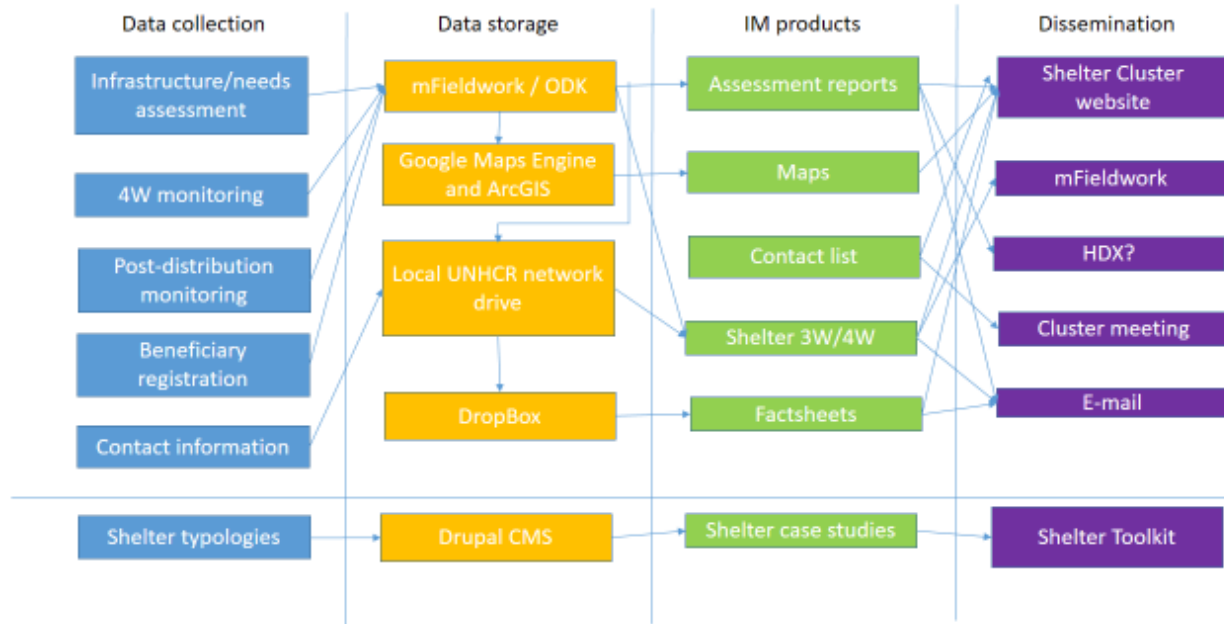 Data collection
Data storage
IM products
Dissemination
Infrastructure/needs
assessment
mFieldwork / ODK
Assessment reports
Shelter Cluster
website
4W monitoring
Google Maps Engine
and ArcGIS
Maps
mFieldwork
Post-distribution
monitoring
Local UNHCR network
drive
Contact list
HDX?
Beneficiary
registration
Shelter 3W/4W
Cluster meeting
Contact information
DropBox
Factsheets
E-mail
Shelter typologies
Drupal CMS
Shelter case studies
Shelter Toolkit